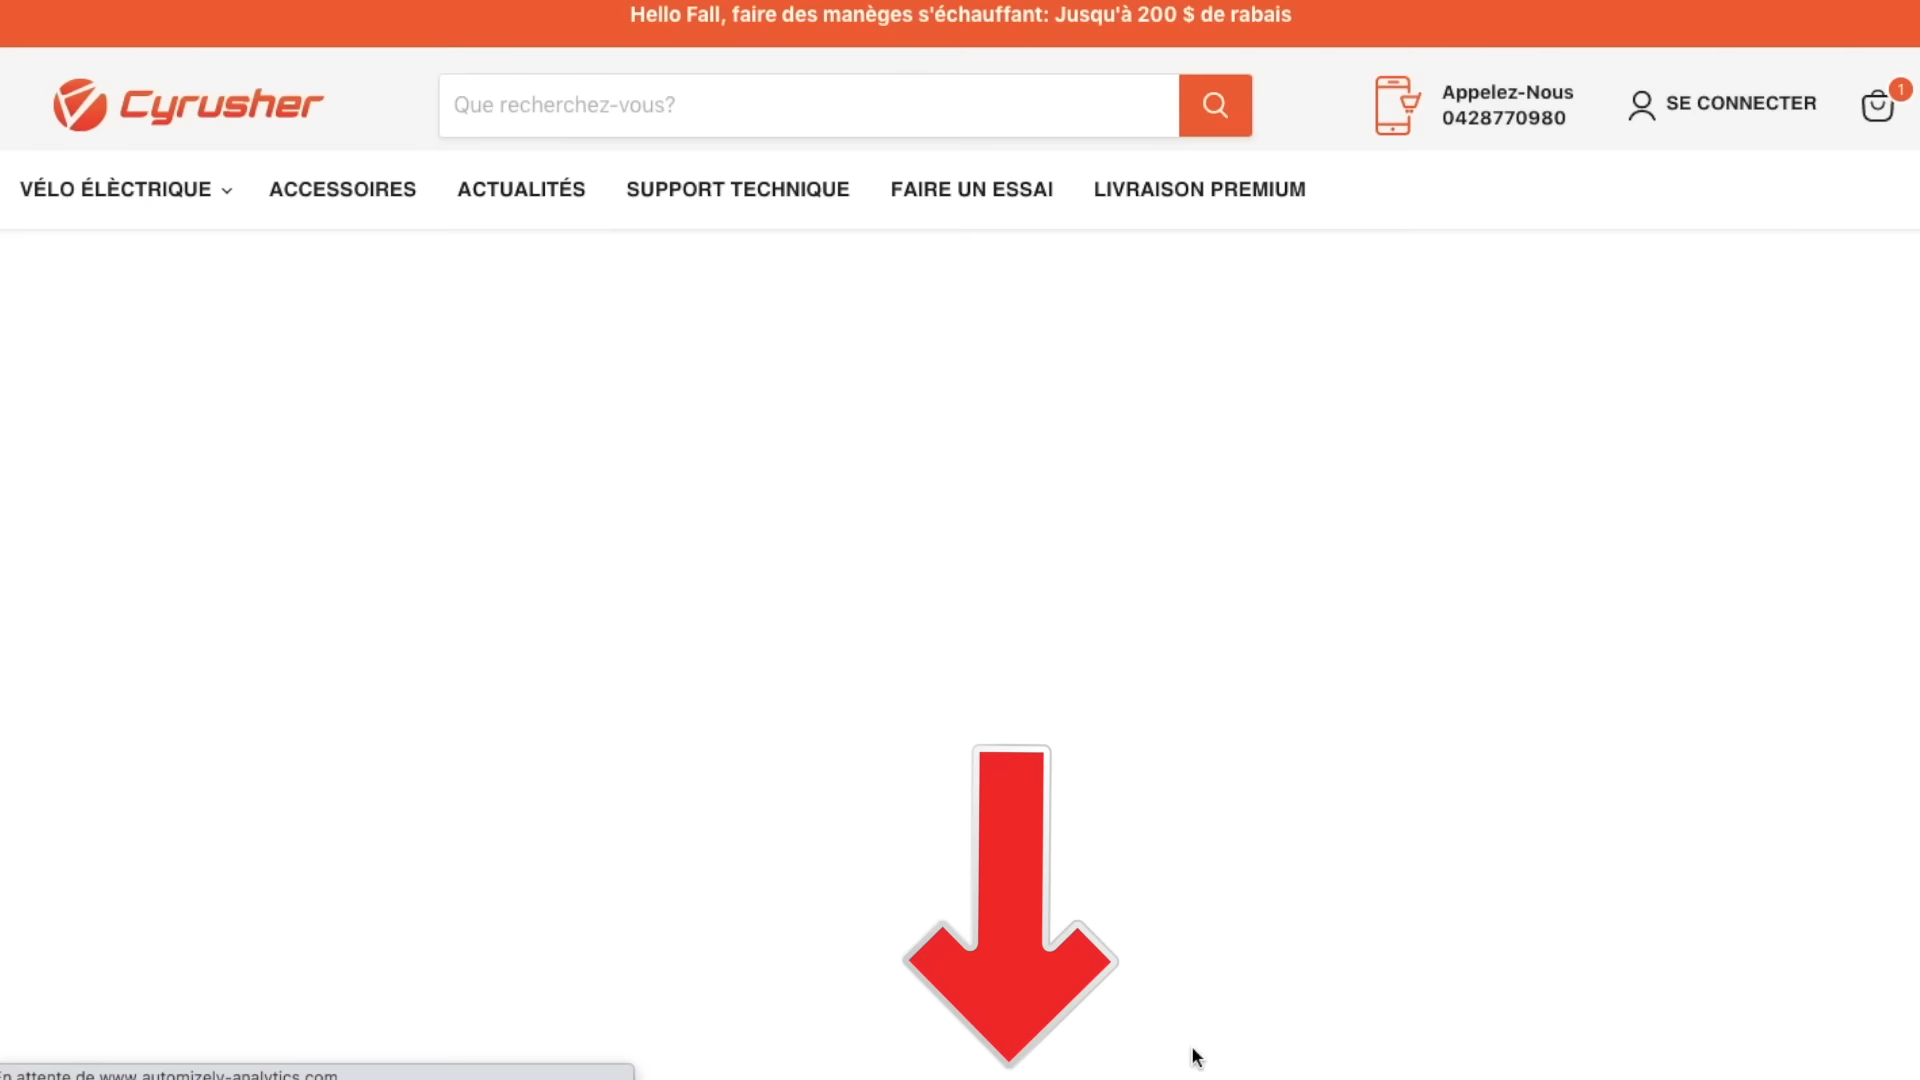 Hello Fall, faire des manèges s'échauffant: Jusqu'à 200 $ de rabais
Cyrusher
Que recherchez-vous?
Appelez-Nous
0428770980
SE CONNECTER
1
VÉLO ÉLÈCTRIQUE
ACCESSOIRES
ACTUALITÉS
SUPPORT TECHNIQUE
FAIRE UN ESSAI
LIVRAISON PREMIUM
En attente de www.automizely-analytics.com